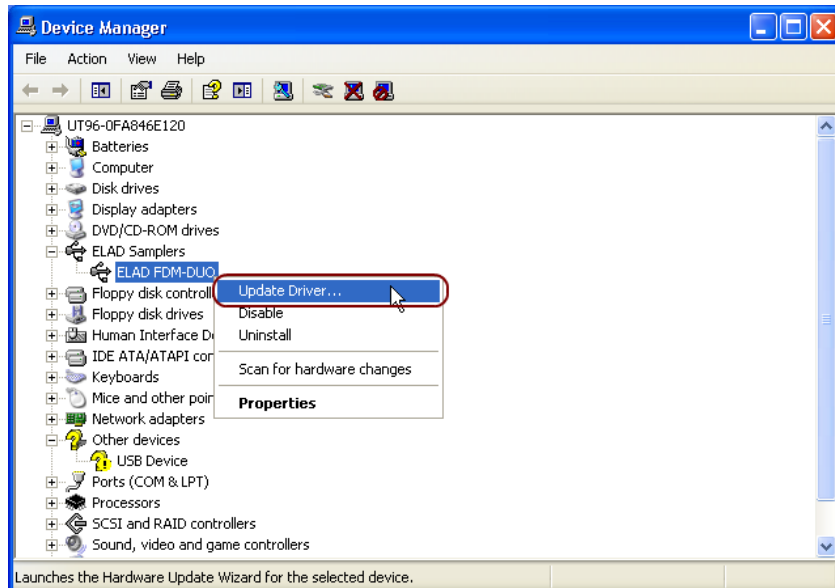 Device Manager
File Action View Help
UT96-0FA846E120
Batteries
Computer
Disk drives
Display adapters
DVD/CD-ROM drives
ELAD Samplers
ELAD FDM-DUO
Update Driver...
Floppy disk controll
Disable
Floppy disk drives
Uninstall
Human Interface D
IDE ATA/ATAPI con
Scan for hardware changes
Keyboards
Mice and other poin
Properties
Network adapters
Other devices
USB Device
Ports (COM & LPT)
Processors
SCSI and RAID controllers
Sound, video and game controllers
Launches the Hardware Update Wizard for the selected device.